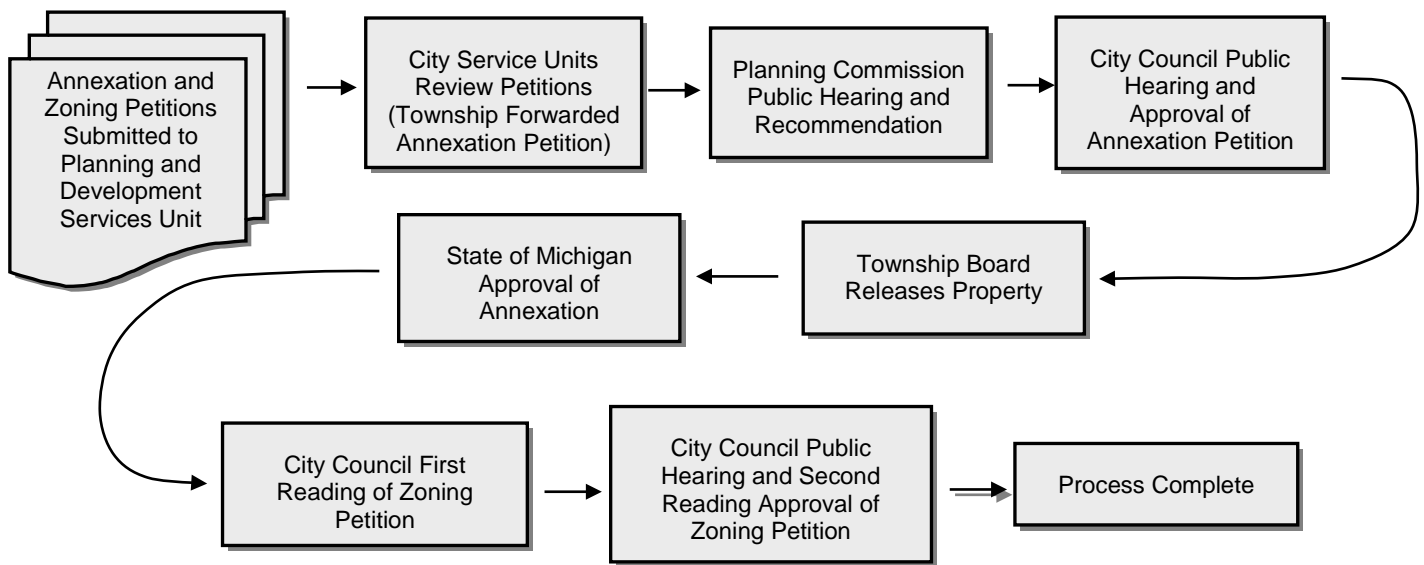 Annexation and
Zoning Petitions
Submitted to
Planning and
Development
Services Unit
City Service Units
Review Petitions
(Township Forwarded
Annexation Petition)
Planning Commission
Public Hearing and
Recommendation
City Council Public
Hearing and
Approval of
Annexation Petition
Township Board
Releases Property
State of Michigan
Approval of
Annexation
City Council First
Reading of Zoning
Petition
City Council Public
Hearing and Second
Reading Approval of
Zoning Petition
Process Complete